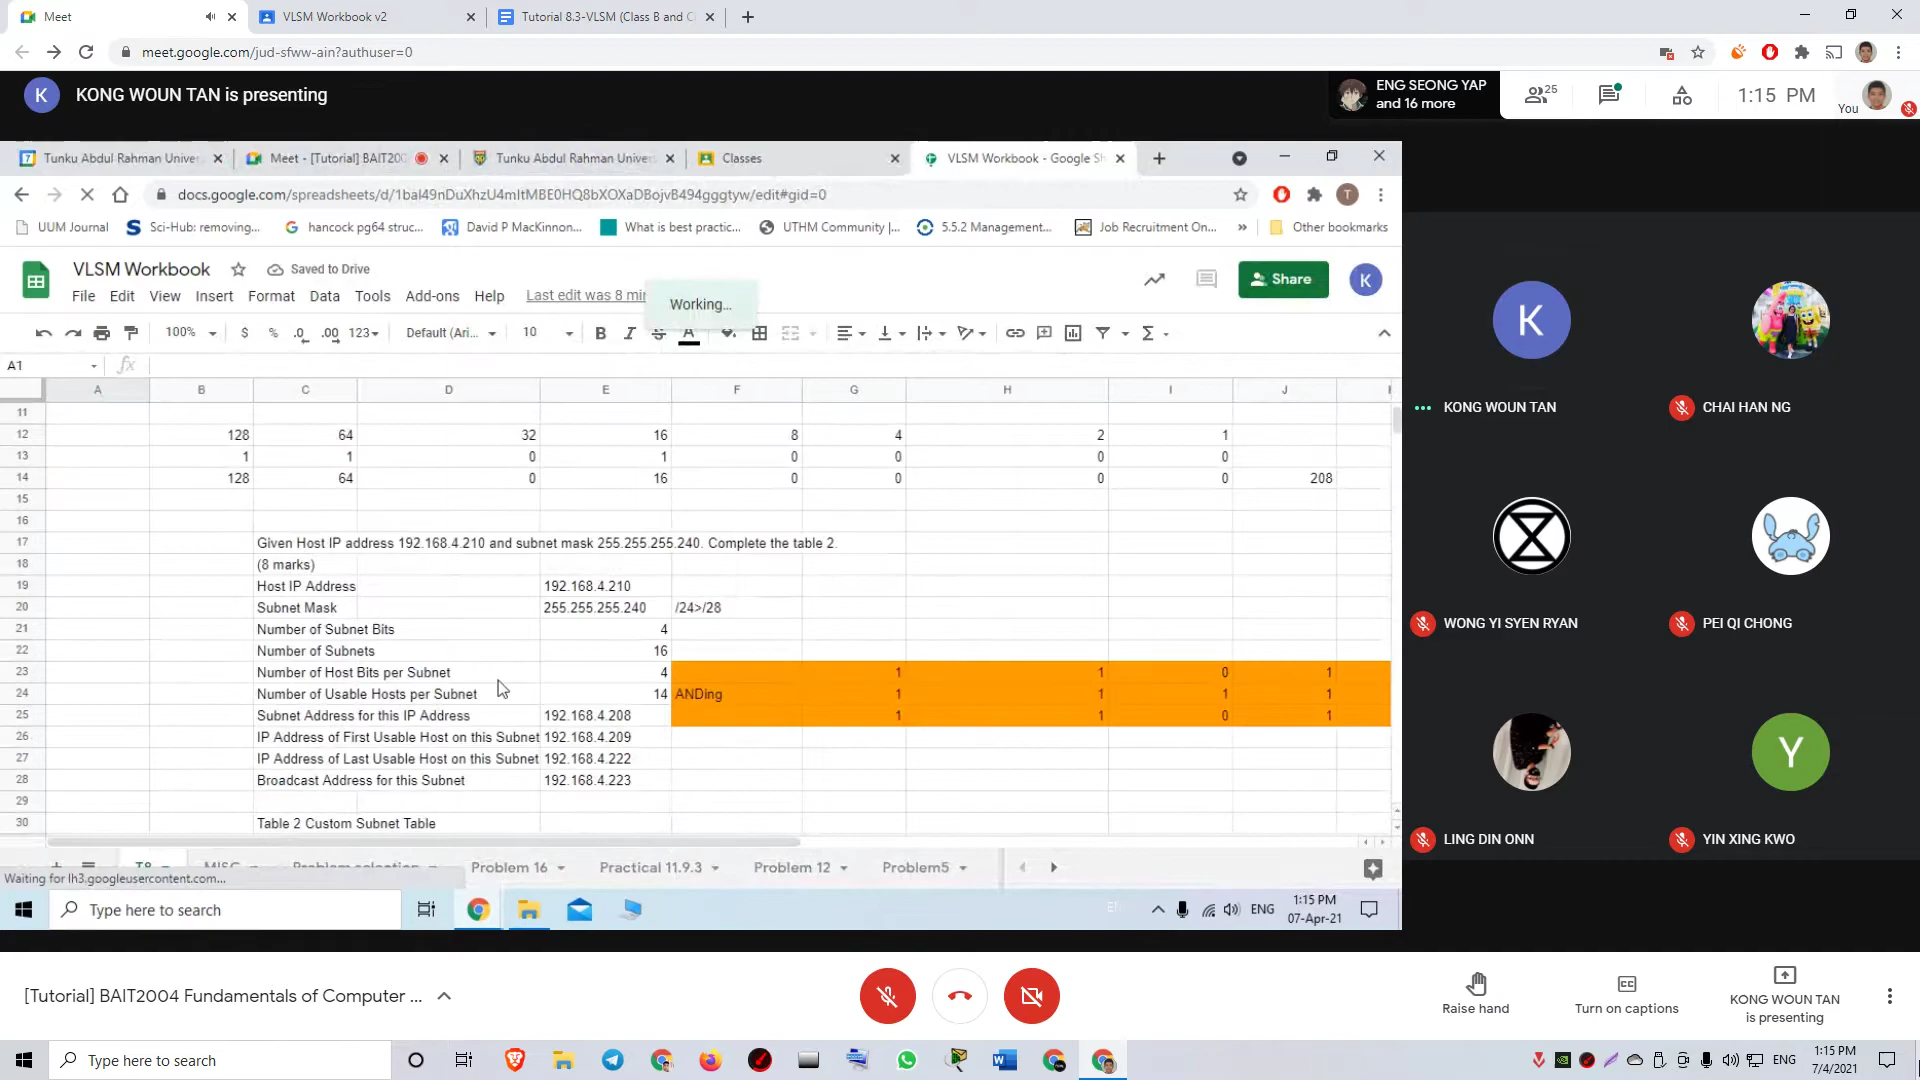 Meet
VLSM Workbook v2
Tutorial 8.3-VLSM (Class B and C
meet.google.com/jud-sfww-ain?authuser=0
K
KONG WOUN TAN is presenting
ENG SEONG YAP
and 16 more
25
1:15 PM
You
Tunku Abdul Rahman Univer
Meet - [Tutorial] BAIT200
Tunku Abdul Rahman Univer
Classes
VLSM Workbook - Google Sh
docs.google.com/spreadsheets/d/1bal49nDuXhzU4mltMBE0HQ8bXOXaDBojvB494gggtyw/edit#gid=0
T
UUM Journal
Sci-Hub: removing...
hancock pg64 struc...
David P MacKinnon...
What is best practic...
UTHM Community |...
5.5.2 Management...
Job Recruitment On...
»
Other bookmarks
VLSM Workbook
Saved to Drive
Share
K
File Edit View Insert Format Data Tools Add-ons Help
Last edit was 8 min
Working...
100% $ % .0 .00 123 Default (Ari... 10 B I S A
A1 fx
A B C D E F G H I J
11
12 128 64 32 16 8 4 2 1
13 1 1 0 1 0 0 0 0
14 128 64 0 16 0 0 0 0 208
15
16
17 Given Host IP address 192.168.4.210 and subnet mask 255.255.255.240. Complete the table 2.
18 (8 marks)
19 Host IP Address 192.168.4.210
20 Subnet Mask 255.255.255.240 /24>/28
21 Number of Subnet Bits 4
22 Number of Subnets 16
23 Number of Host Bits per Subnet 4 1 1 0 1
24 Number of Usable Hosts per Subnet 14 ANDing 1 1 1 1
25 Subnet Address for this IP Address 192.168.4.208 1 1 0 1
26 IP Address of First Usable Host on this Subnet 192.168.4.209
27 IP Address of Last Usable Host on this Subnet 192.168.4.222
28 Broadcast Address for this Subnet 192.168.4.223
29
30 Table 2 Custom Subnet Table
T8 MISC Problem selection Problem 16 Practical 11.9.3 Problem 12 Problem5
Waiting for lh3.googleusercontent.com...
Type here to search
ENG
1:15 PM
07-Apr-21
K
KONG WOUN TAN
CHAI HAN NG
WONG YI SYEN RYAN
PEI QI CHONG
Y
LING DIN ONN
YIN XING KWO
[Tutorial] BAIT2004 Fundamentals of Computer ...
Raise hand
Turn on captions
KONG WOUN TAN
is presenting
Type here to search
ENG
1:15 PM
7/4/2021